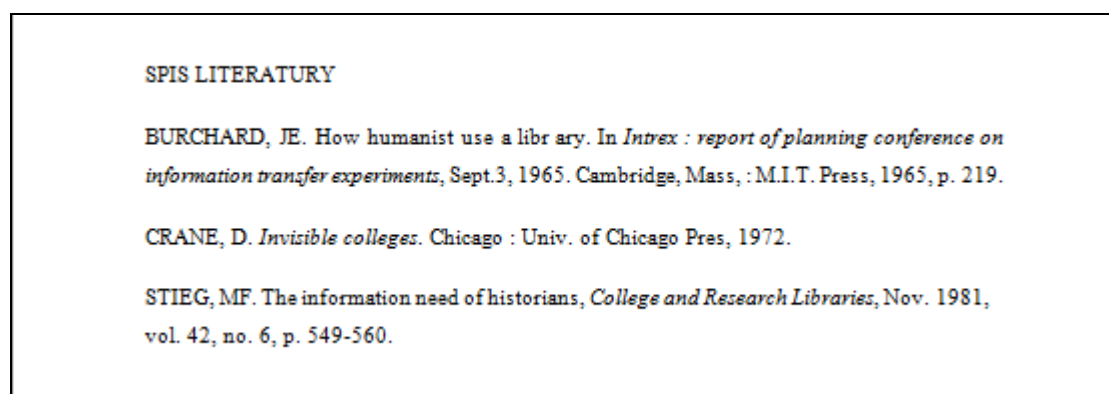 SPIS LITERATURY
BURCHARD, JE. How humanist use a libr ary. In Intrex : report of planning conference on
information transfer experiments, Sept.3, 1965. Cambridge, Mass, : M.I.T. Press, 1965, p. 219.
CRANE, D. Invisible colleges. Chicago : Univ. of Chicago Pres, 1972.
STIEG, MF. The information need of historians, College and Research Libraries, Nov. 1981,
vol. 42, no. 6, p. 549-560.